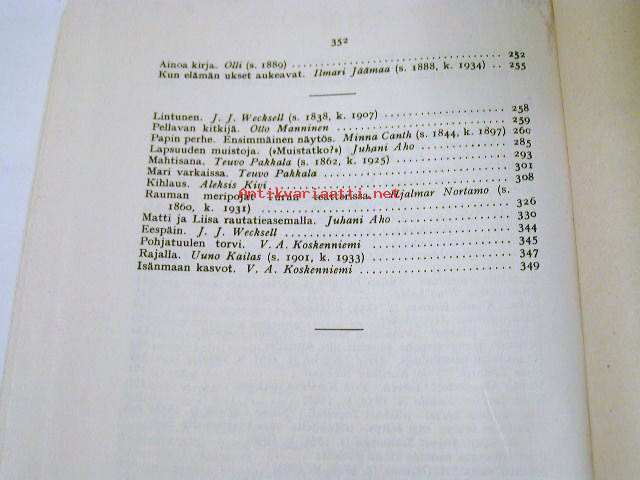 352
Ainoa kirja. Olli (s. 1889) .......... 252
Kun elämän ukset aukeavat. Ilmari Jäämaa (s. 1888, k. 1934) .. 255
Lintunen. J. J. Wecksell (s. 1838, k. 1907) .......... 258
Pellavan kitkijä. Otto Manninen .......... 259
Papin perhe. Ensimmäinen näytös. Minna Canth (s. 1844, k. 1897) 260
Lapsuuden muistoja. (»Muistatko?») Juhani Aho .......... 285
Mahtisana. Teuvo Pakkala (s. 1862, k. 1925) .......... 293
Mari varkaissa. Teuvo Pakkala .......... 301
Kihlaus. Aleksis Kivi .......... 308
Antikvariaatti.net
Rauman meripojat Turun teatterissa. Hjalmar Nortamo (s.
1860, k. 1931) .......... 326
Matti ja Liisa rautatieasemalla. Juhani Aho .......... 330
Eespäin. J. J. Wecksell .......... 344
Pohjatuulen torvi. V. A. Koskenniemi .......... 345
Rajalla. Uuno Kailas (s. 1901, k. 1933) .......... 347
Isänmaan kasvot. V. A. Koskenniemi .......... 349